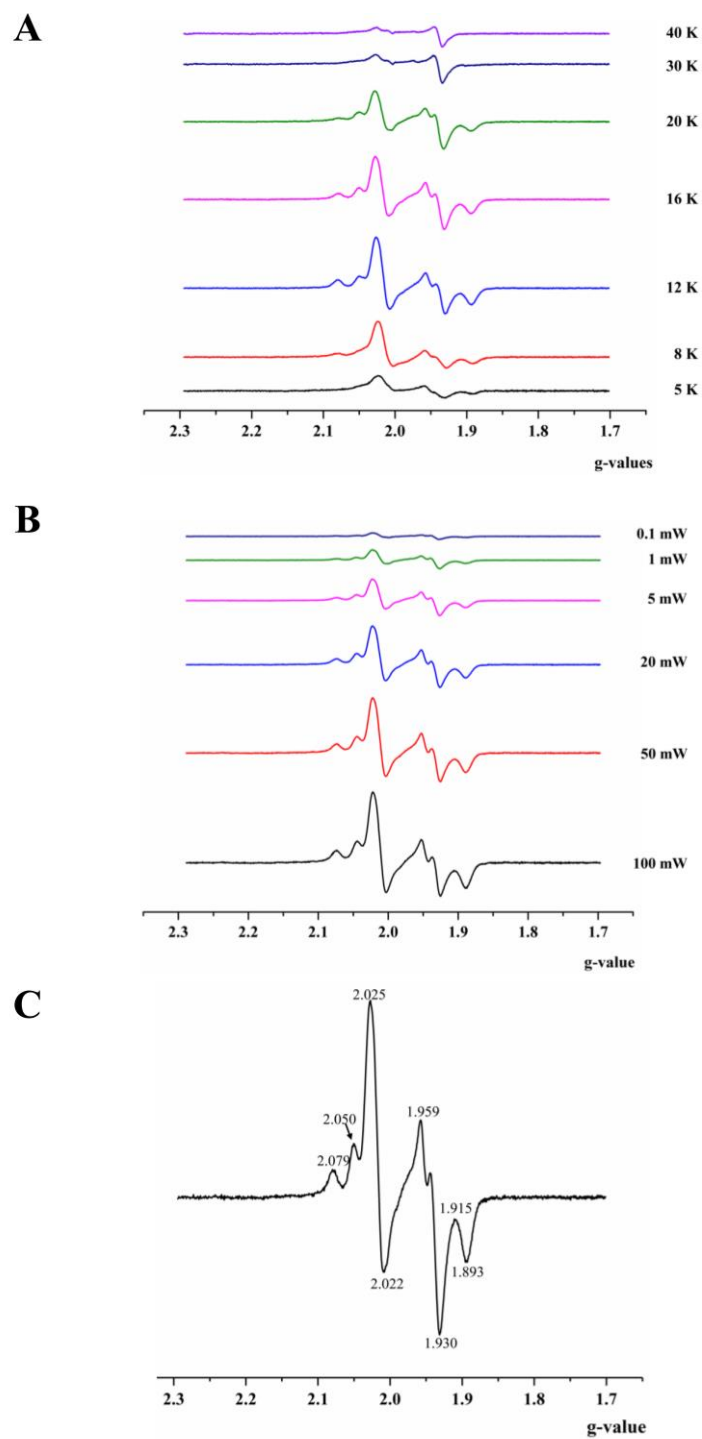 A
40 K
30 K
20 K
16 K
12 K
8 K
5 K
2.3 2.2 2.1 2.0 1.9 1.8 1.7
g-values
B
0.1 mW
1 mW
5 mW
20 mW
50 mW
100 mW
2.3 2.2 2.1 2.0 1.9 1.8 1.7
g-value
C
2.025
2.050
1.959
2.079
1.915
2.022
1.893
1.930
2.3 2.2 2.1 2.0 1.9 1.8 1.7
g-value